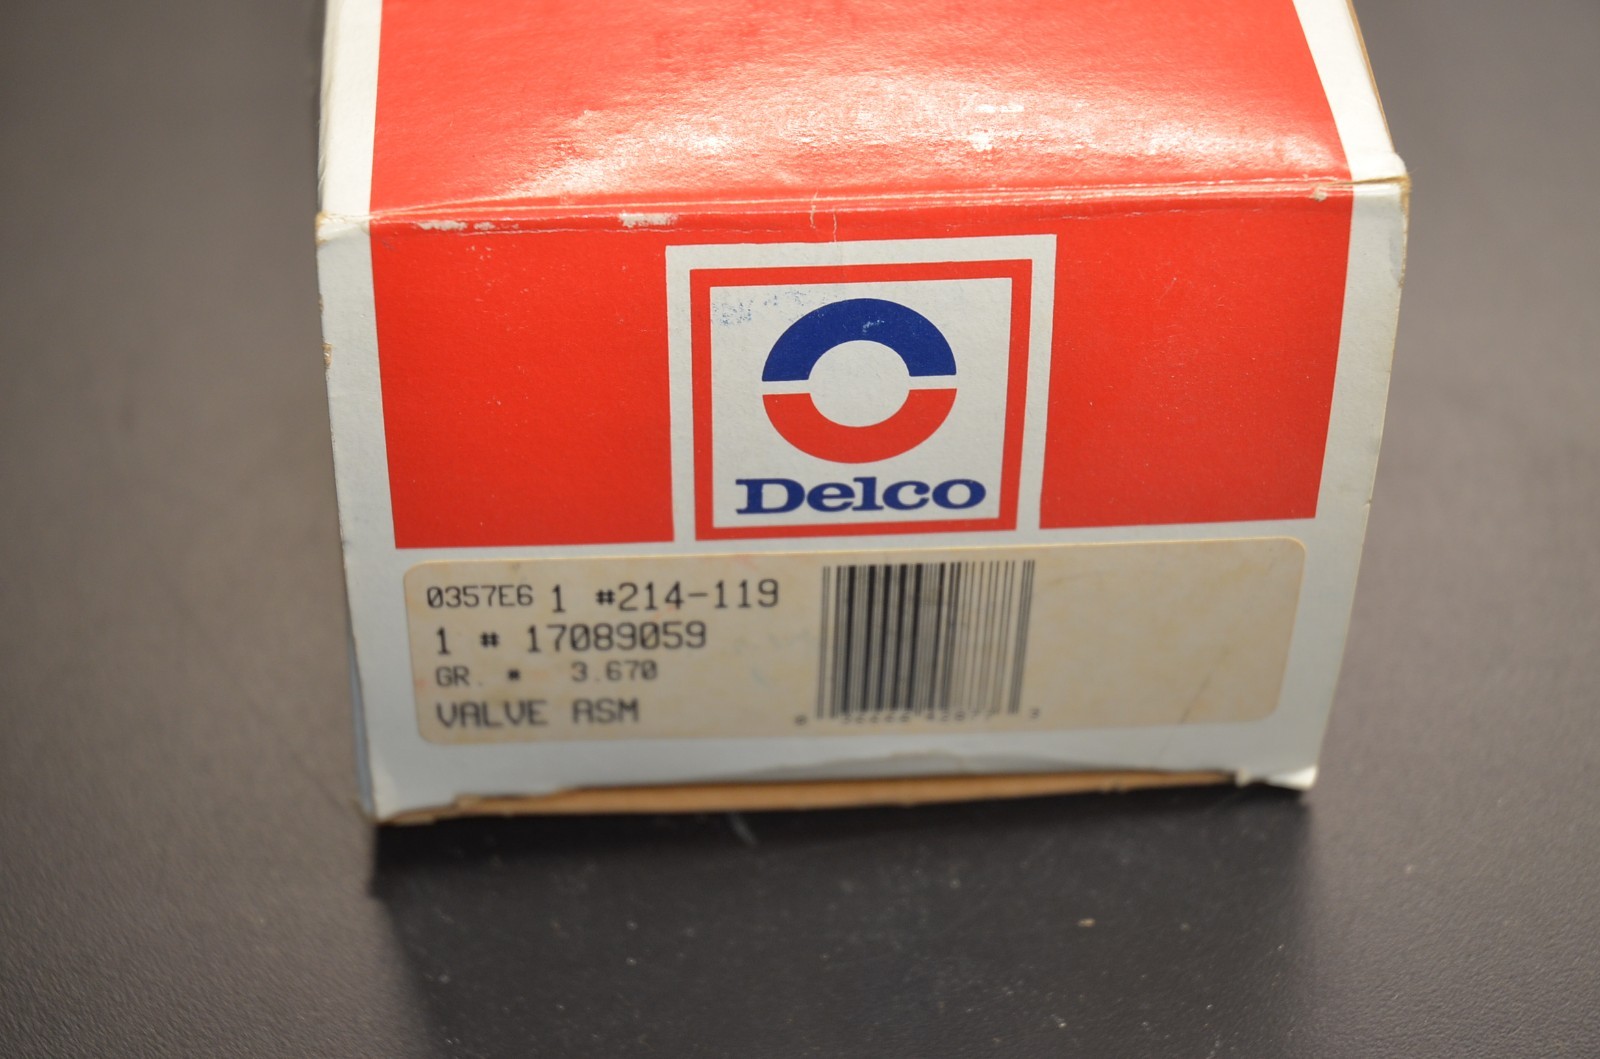 Delco
0357E6 1 #214-119
1 # 17089059
GR. # 3.670
VALVE ASM